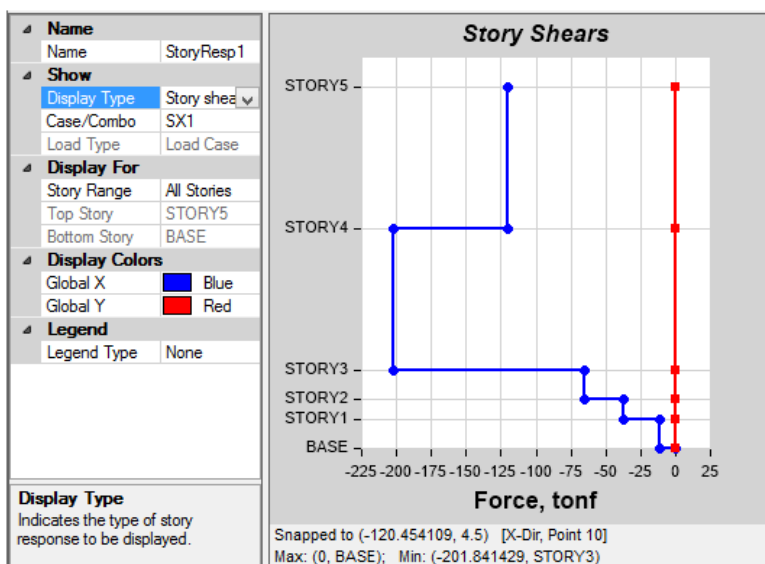 Name
Name StoryResp1
Show
Display Type Story shea
Case/Combo SX1
Load Type Load Case
Display For
Story Range All Stories
Top Story STORY5
Bottom Story BASE
Display Colors
Global X Blue
Global Y Red
Legend
Legend Type None
Display Type
Indicates the type of story
response to be displayed.
Story Shears
STORY5
STORY4
STORY3
STORY2
STORY1
BASE
-225 -200 -175 -150 -125 -100 -75 -50 -25 0 25
Force, tonf
Snapped to (-120.454109, 4.5) [X-Dir, Point 10]
Max: (0, BASE); Min: (-201.841429, STORY3)